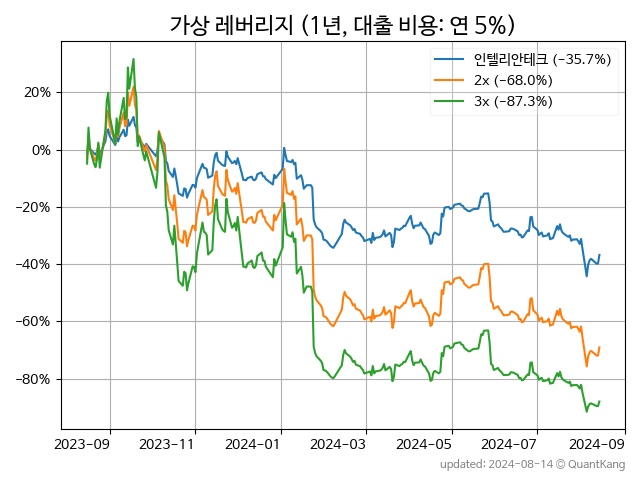 가상 레버리지 (1년, 대출 비용: 연 5%)
인텔리안테크 (−35.7%)
2x (−68.0%)
3x (−87.3%)
20%
0%
−20%
−40%
−60%
−80%
2023−09 2023−11 2024−01 2024−03 2024−05 2024−07 2024−09
updated: 2024-08-14 © QuantKang